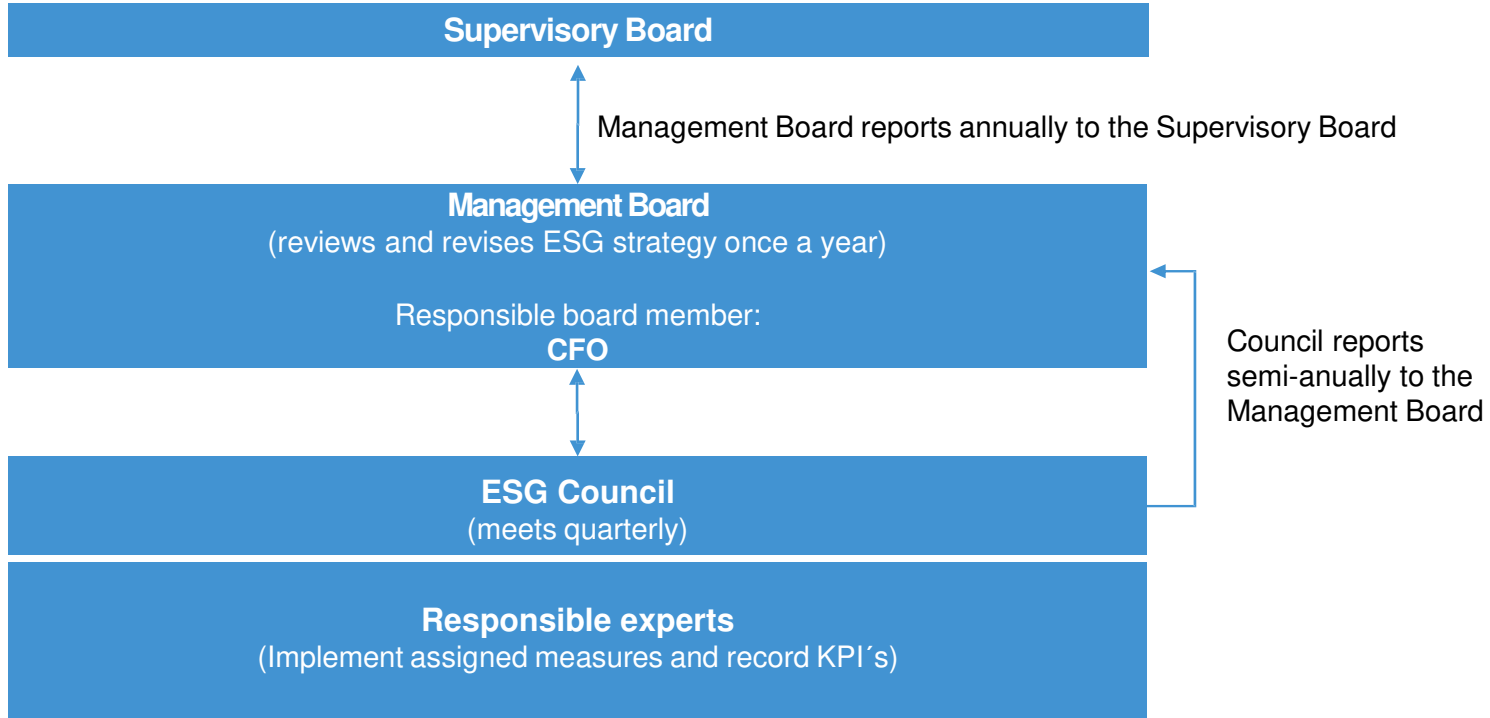 Supervisory Board
Management Board reports annually to the Supervisory Board
Management Board
(reviews and revises ESG strategy once a year)
Responsible board member:
CFO
Council reports
semi-anually to the
Management Board
ESG Council
(meets quarterly)
Responsible experts
(Implement assigned measures and record KPI´s)